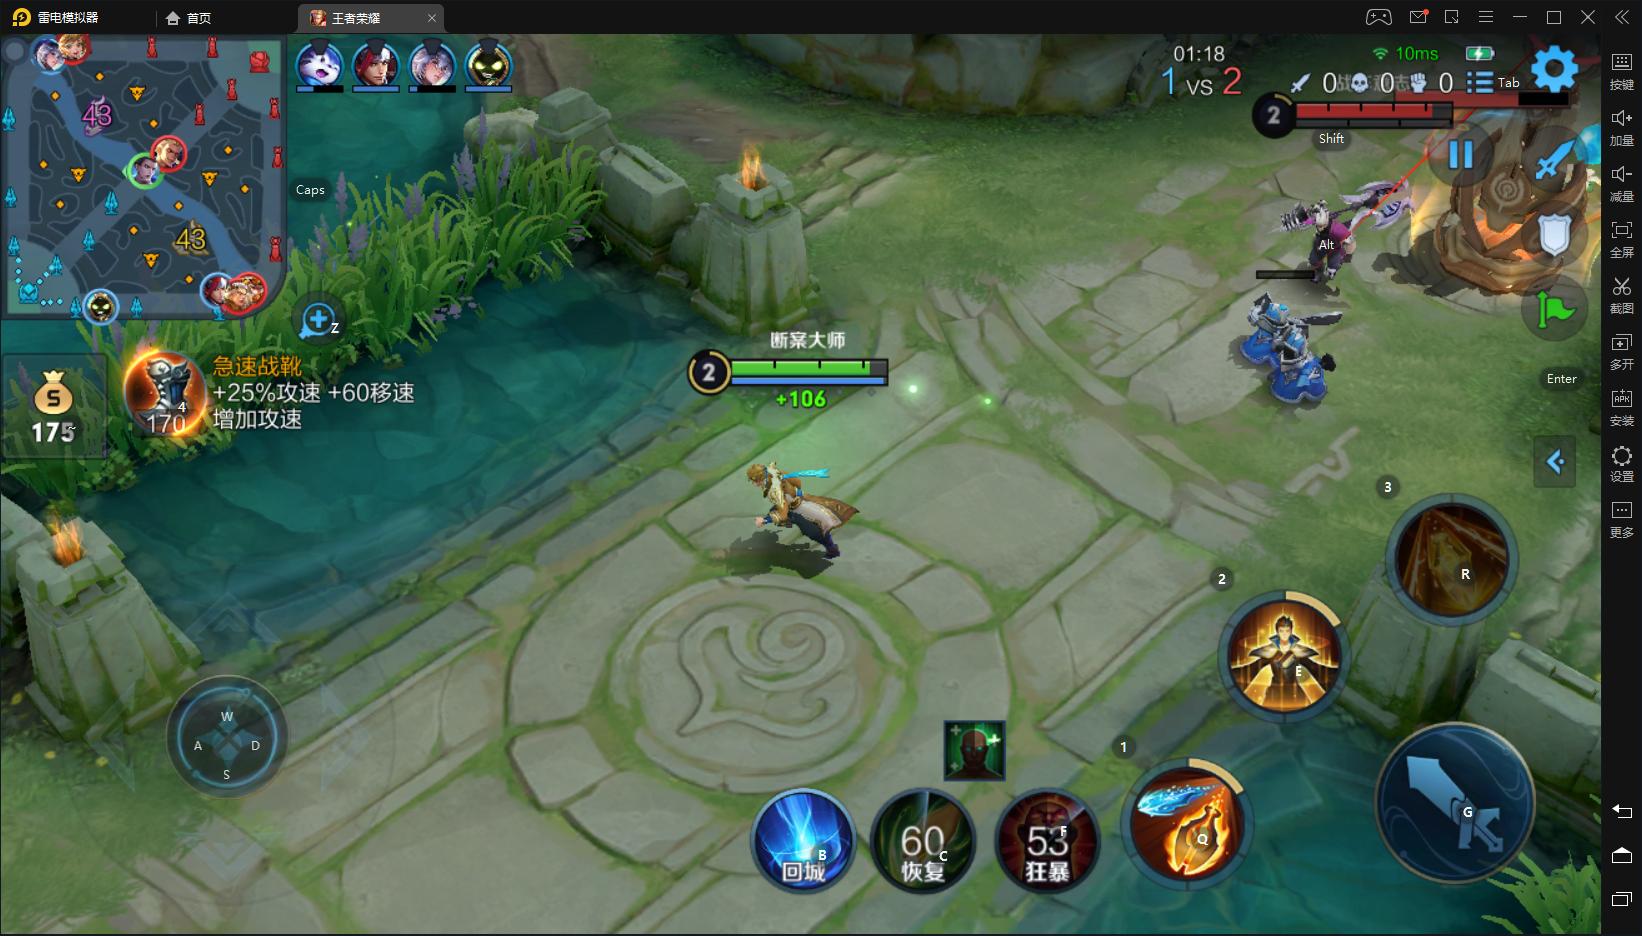 雷电模拟器
首页
王者荣耀
43
43
Caps
Z
01:18
1 vs 2
10ms
0
0
0
Tab
2
Shift
Alt
Enter
按键
加量
减量
全屏
截图
多开
安装
设置
更多
APK
S
175
急速战靴
+25%攻速 +60移速
增加攻速
4
170
断案大师
2
+106
W
A
D
S
3
R
2
E
1
Q
G
B
回城
60
C
恢复
53
F
狂暴